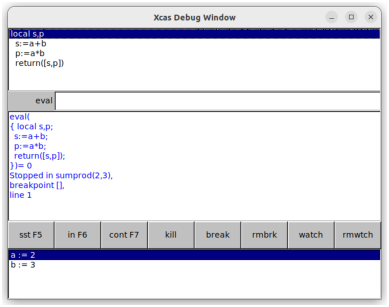 Xcas Debug Window
local s,p
s:=a+b
p:=a*b
return([s,p])
eval
eval(
{ local s,p;
s:=a+b;
p:=a*b;
return([s,p]);
})= 0
Stopped in sumprod(2,3),
breakpoint [],
line 1
sst F5 in F6 cont F7 kill break rmbrk watch rmwtch
a := 2
b := 3